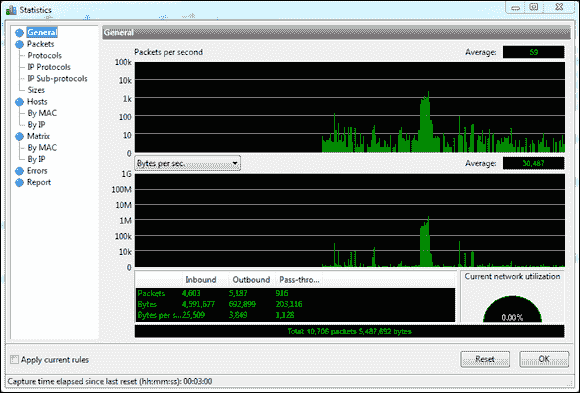 Statistics
General
Packets
Protocols
IP Protocols
IP Sub-protocols
Sizes
Hosts
By MAC
By IP
Matrix
By MAC
By IP
Errors
Report
General
Packets per second
Average:
59
100k
10k
1k
100
10
0
Bytes per sec.
Average:
30,487
1G
100M
10M
1M
100k
10k
0
Inbound Outbound Pass-thro...
Packets 4,603 5,187 916
Bytes 4,591,677 692,899 203,116
Bytes per s... 25,509 3,849 1,128
Total: 10,706 packets 5,487,692 bytes
Current network utilization
0.00%
Apply current rules
Reset
OK
Capture time elapsed since last reset (hh:mm:ss): 00:03:00